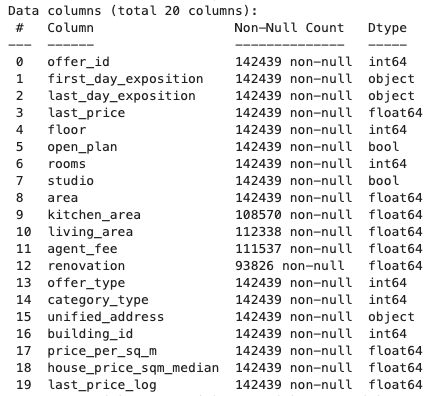 Data columns (total 20 columns):
 #   Column                  Non-Null Count   Dtype
---  ------                  --------------   -----
 0   offer_id                142439 non-null  int64
 1   first_day_exposition    142439 non-null  object
 2   last_day_exposition     142439 non-null  object
 3   last_price              142439 non-null  float64
 4   floor                   142439 non-null  int64
 5   open_plan               142439 non-null  bool
 6   rooms                   142439 non-null  int64
 7   studio                  142439 non-null  bool
 8   area                    142439 non-null  float64
 9   kitchen_area            108570 non-null  float64
 10  living_area             112338 non-null  float64
 11  agent_fee               111537 non-null  float64
 12  renovation              93826 non-null   float64
 13  offer_type              142439 non-null  int64
 14  category_type           142439 non-null  int64
 15  unified_address         142439 non-null  object
 16  building_id             142439 non-null  int64
 17  price_per_sq_m          142439 non-null  float64
 18  house_price_sqm_median  142439 non-null  float64
 19  last_price_log          142439 non-null  float64